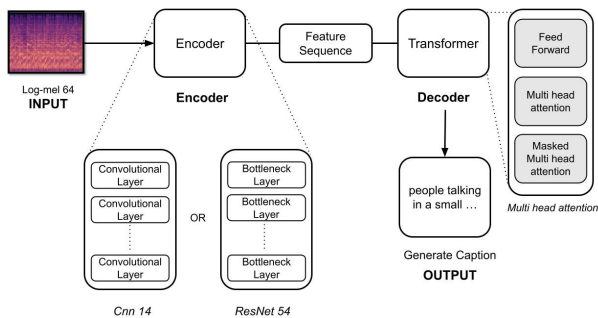 Log-mel 64
INPUT
Encoder
Encoder
Feature
Sequence
Transformer
Decoder
Feed
Forward
Multi head
attention
Masked
Multi head
attention
Multi head attention
Convolutional
Layer
Convolutional
Layer
Convolutional
Layer
Cnn 14
OR
Bottleneck
Layer
Bottleneck
Layer
Bottleneck
Layer
ResNet 54
people talking
in a small ...
Generate Caption
OUTPUT